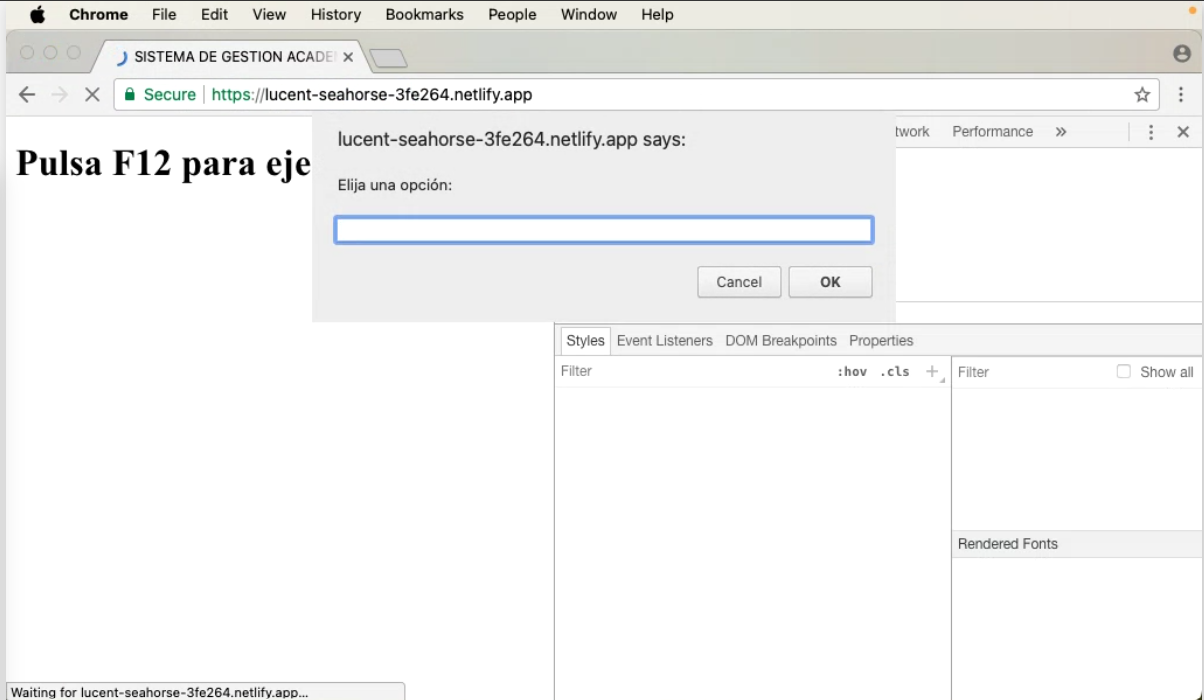 Chrome File Edit View History Bookmarks People Window Help
SISTEMA DE GESTION ACADE
Secure https://lucent-seahorse-3fe264.netlify.app
Pulsa F12 para eje
lucent-seahorse-3fe264.netlify.app says:
Elija una opción:
Cancel OK
twork Performance »
Styles Event Listeners DOM Breakpoints Properties
Filter :hov .cls +
Filter Show all
Rendered Fonts
Waiting for lucent-seahorse-3fe264.netlify.app...